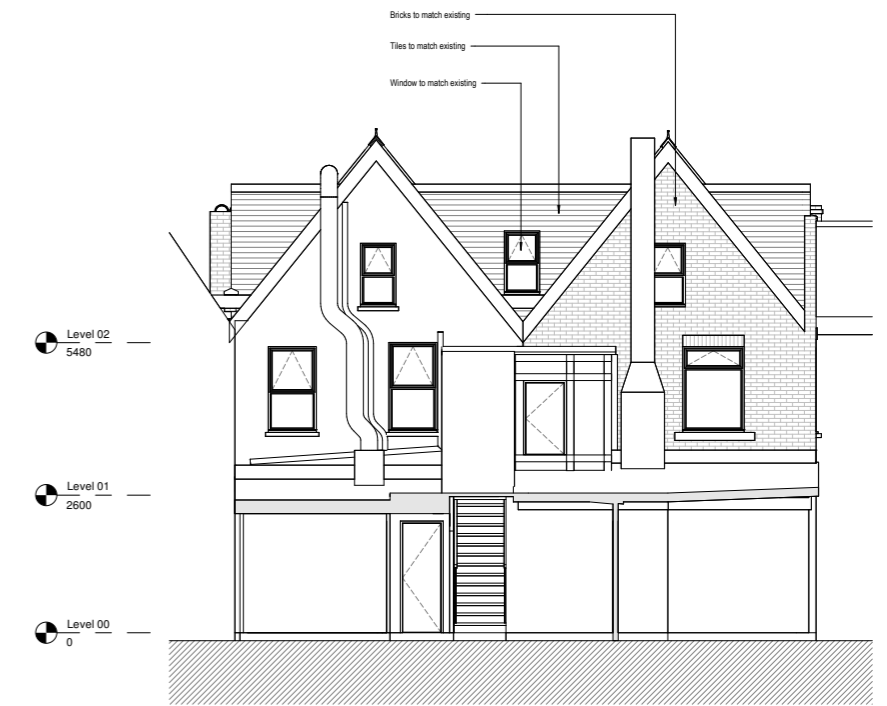 Bricks to match existing
Tiles to match existing
Window to match existing
Level 02
5480
Level 01
2600
Level 00
0